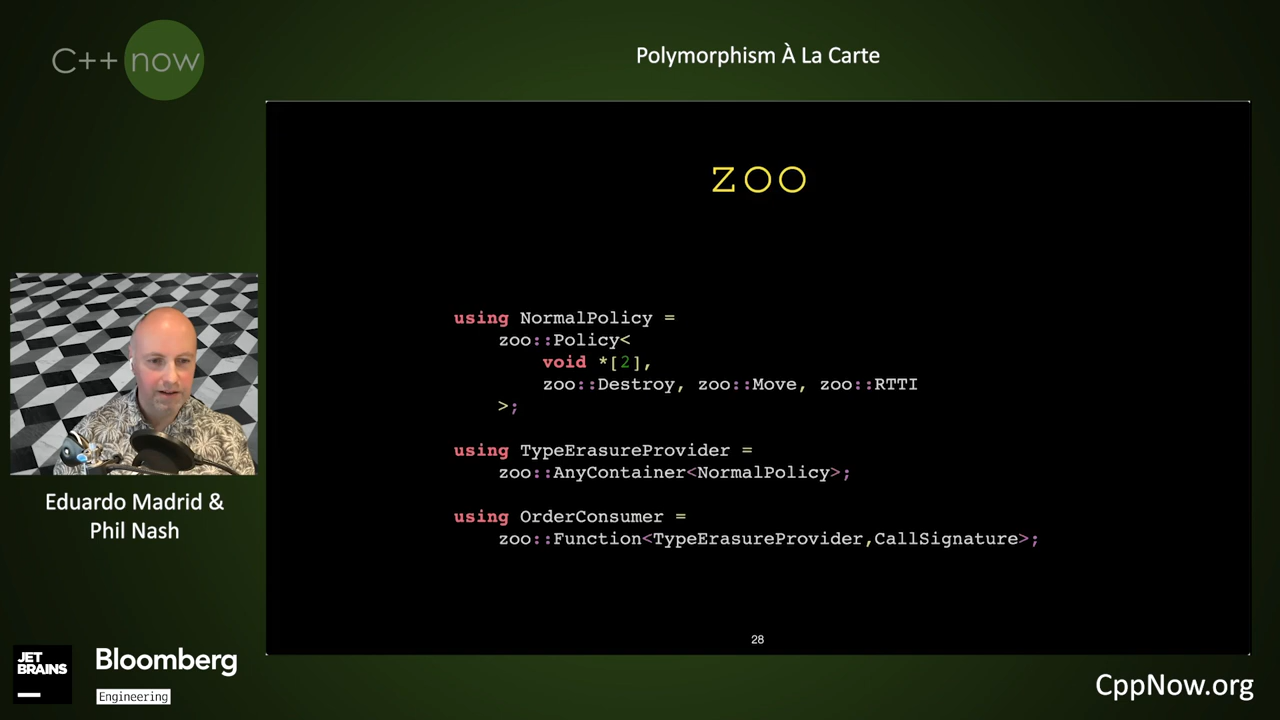 C++ now
Polymorphism À La Carte
ZOO
using NormalPolicy =
zoo::Policy<
void *[2],
zoo::Destroy, zoo::Move, zoo::RTTI
>;
using TypeErasureProvider =
zoo::AnyContainer<NormalPolicy>;
using OrderConsumer =
zoo::Function<TypeErasureProvider,CallSignature>;
28
Eduardo Madrid &
Phil Nash
JET
BRAINS
Bloomberg
Engineering
CppNow.org